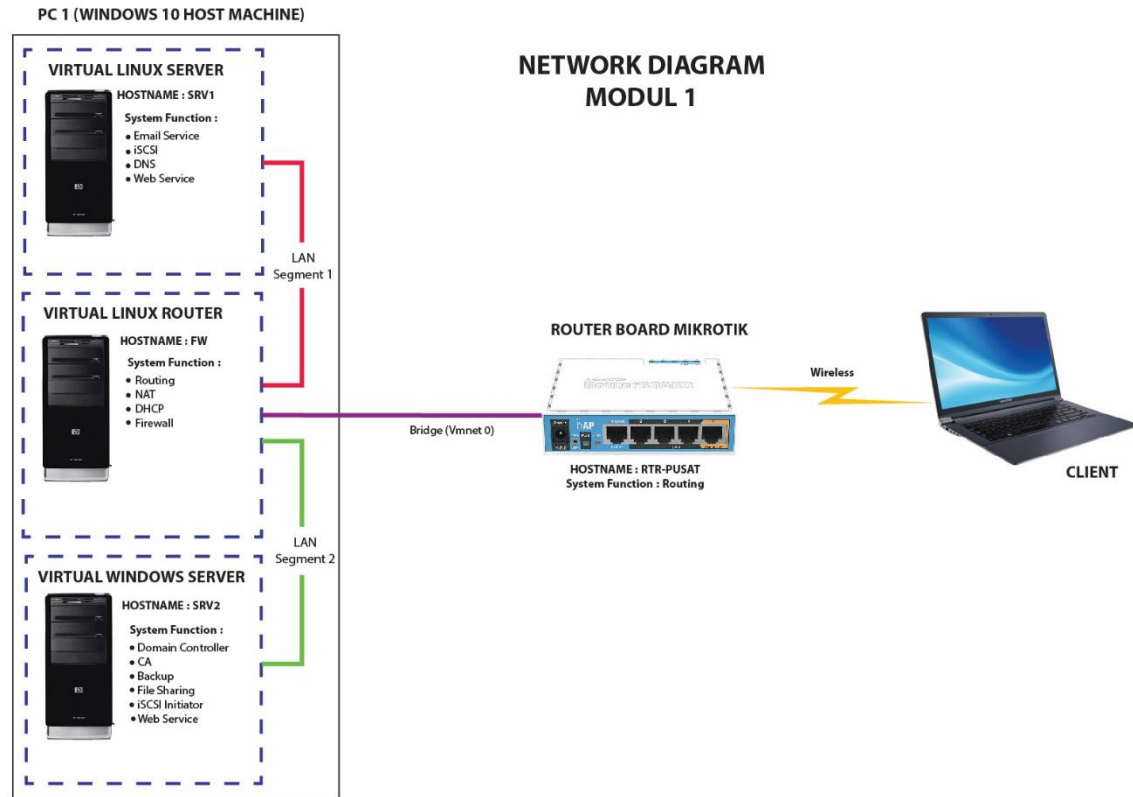 PC 1 (WINDOWS 10 HOST MACHINE)
NETWORK DIAGRAM
MODUL 1
VIRTUAL LINUX SERVER
HOSTNAME : SRV1
System Function :
• Email Service
• iSCSI
• DNS
• Web Service
LAN
Segment 1
VIRTUAL LINUX ROUTER
HOSTNAME : FW
System Function :
• Routing
• NAT
• DHCP
• Firewall
Bridge (Vmnet 0)
ROUTER BOARD MIKROTIK
hAP
HOSTNAME : RTR-PUSAT
System Function : Routing
Wireless
CLIENT
LAN
Segment 2
VIRTUAL WINDOWS SERVER
HOSTNAME : SRV2
System Function :
• Domain Controller
• CA
• Backup
• File Sharing
• iSCSI Initiator
• Web Service